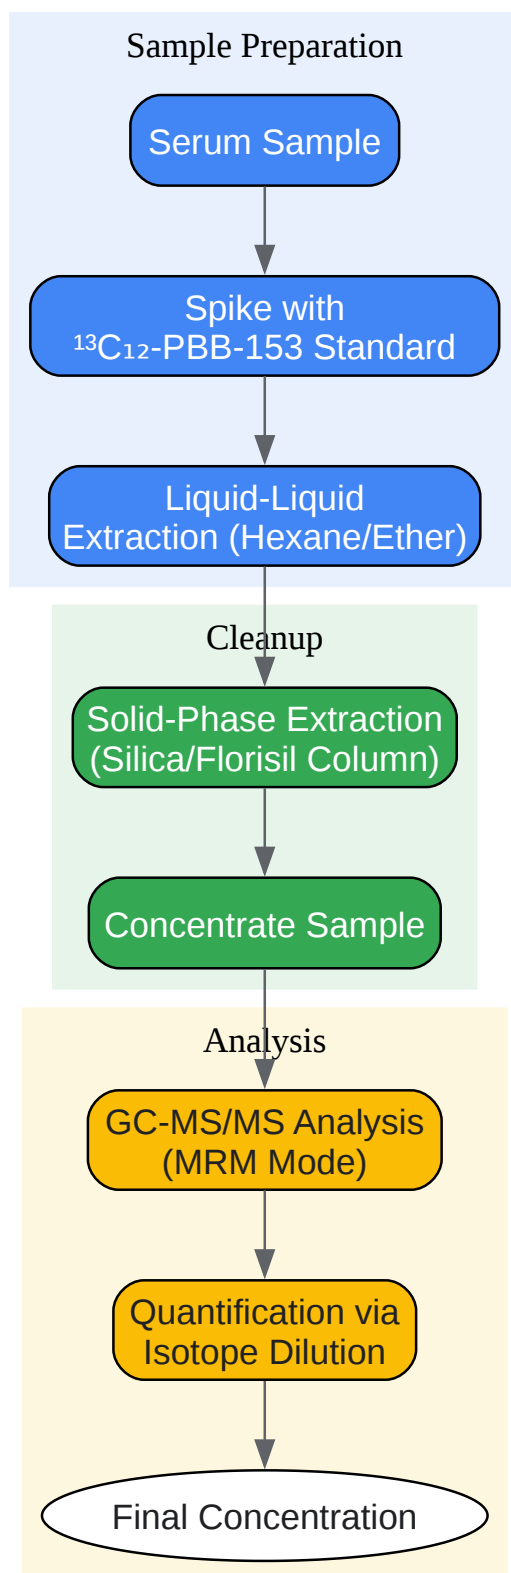 Sample Preparation
Serum Sample
Spike with
¹³C₁₂-PBB-153 Standard
Liquid-Liquid
Extraction (Hexane/Ether)
Cleanup
Solid-Phase Extraction
(Silica/Florisil Column)
Concentrate Sample
Analysis
GC-MS/MS Analysis
(MRM Mode)
Quantification via
Isotope Dilution
Final Concentration